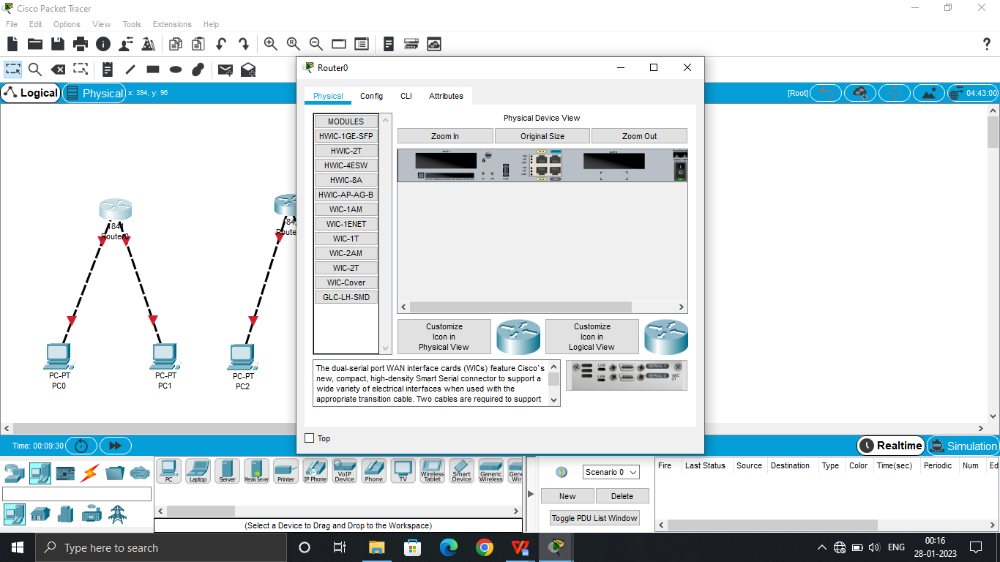 Cisco Packet Tracer
File Edit Options View Tools Extensions Help
?
Router0
Logical
Physical
x: 394, y: 96
[Root]
04:43:00
Physical Config CLI Attributes
MODULES
HWIC-1GE-SFP
HWIC-2T
HWIC-4ESW
HWIC-8A
HWIC-AP-AG-B
WIC-1AM
WIC-1ENET
WIC-1T
WIC-2AM
WIC-2T
WIC-Cover
GLC-LH-SMD
Physical Device View
Zoom In
Original Size
Zoom Out
1841
Router0
184
Route
PC-PT
PC0
PC-PT
PC1
PC-PT
PC2
Customize
Icon in
Physical View
Customize
Icon in
Logical View
The dual-serial port WAN interface cards (WICs) feature Cisco`s
new, compact, high-density Smart Serial connector to support a
wide variety of electrical interfaces when used with the
appropriate transition cable. Two cables are required to support
Link
SERIAL 1
Link
SERIAL 0
WIC
2T
Top
Time: 00:09:30
Realtime
Simulation
PC
Laptop
Server
Meraki Server
Printer
IP Phone
VoIP
Device
Phone
TV
Wireless
Tablet
Smart
Device
Generic
Wireless
Gene
Wir
(Select a Device to Drag and Drop to the Workspace)
Scenario 0
New
Delete
Toggle PDU List Window
Fire Last Status Source Destination Type Color Time(sec) Periodic Num Ed
Type here to search
ENG
00:16
28-01-2023